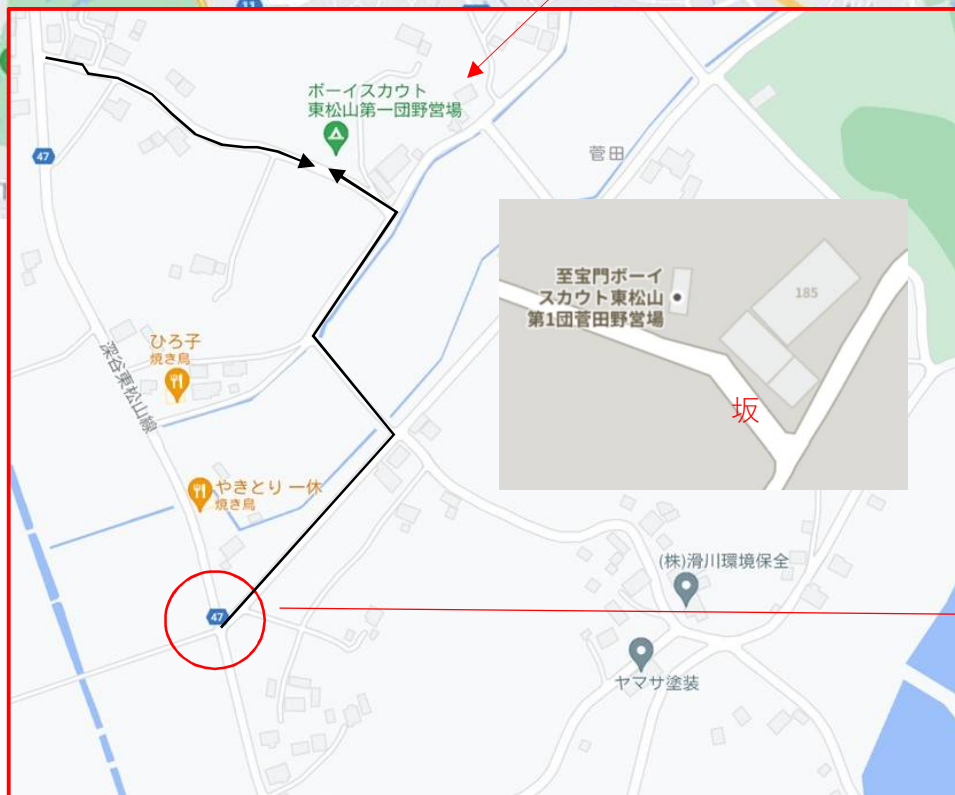 11
ボーイスカウト
東松山第一団野営場
菅田
47
至宝門ボーイ
スカウト東松山
第1団菅田野営場
185
坂
ひろ子
焼き鳥
深谷東松山線
やきとり 一休
焼き鳥
(株)滑川環境保全
47
ヤマサ塗装